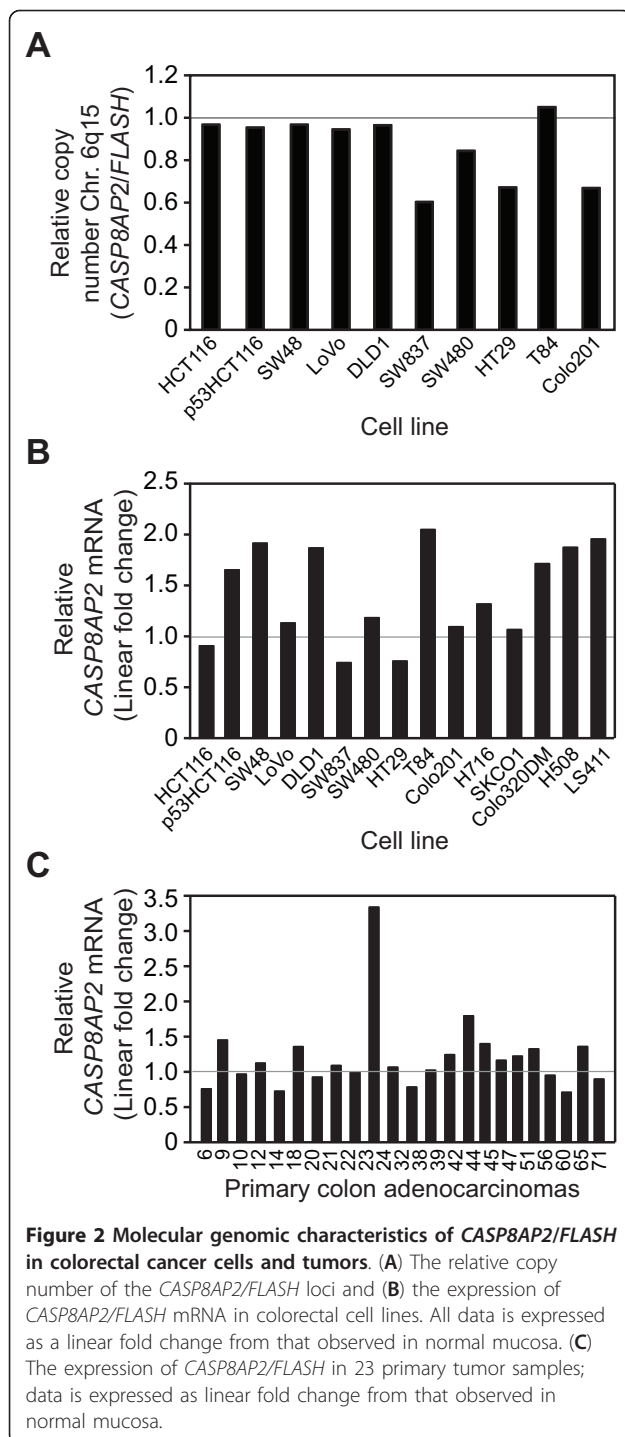 A
Relative copy
number Chr. 6q15
(CASP8AP2/FLASH)
1.2
1.0
0.8
0.6
0.4
0.2
0
HCT116
p53HCT116
SW48
LoVo
DLD1
SW837
SW480
HT29
T84
Colo201
Cell line
B
Relative
CASP8AP2 mRNA
(Linear fold change)
2.5
2.0
1.5
1.0
0.5
0
HCT116
p53HCT116
SW48
LoVo
DLD1
SW837
SW480
HT29
T84
Colo201
H716
SKCO1
Colo320DM
H508
LS411
Cell line
C
Relative
CASP8AP2 mRNA
(Linear fold change)
3.5
3.0
2.5
2.0
1.5
1.0
0.5
0
6
9
10
12
14
18
20
21
22
23
24
32
38
39
42
44
45
47
51
56
60
65
71
Primary colon adenocarcinomas
Figure 2 Molecular genomic characteristics of CASP8AP2/FLASH
in colorectal cancer cells and tumors. (A) The relative copy
number of the CASP8AP2/FLASH loci and (B) the expression of
CASP8AP2/FLASH mRNA in colorectal cell lines. All data is expressed
as a linear fold change from that observed in normal mucosa. (C)
The expression of CASP8AP2/FLASH in 23 primary tumor samples;
data is expressed as linear fold change from that observed in
normal mucosa.